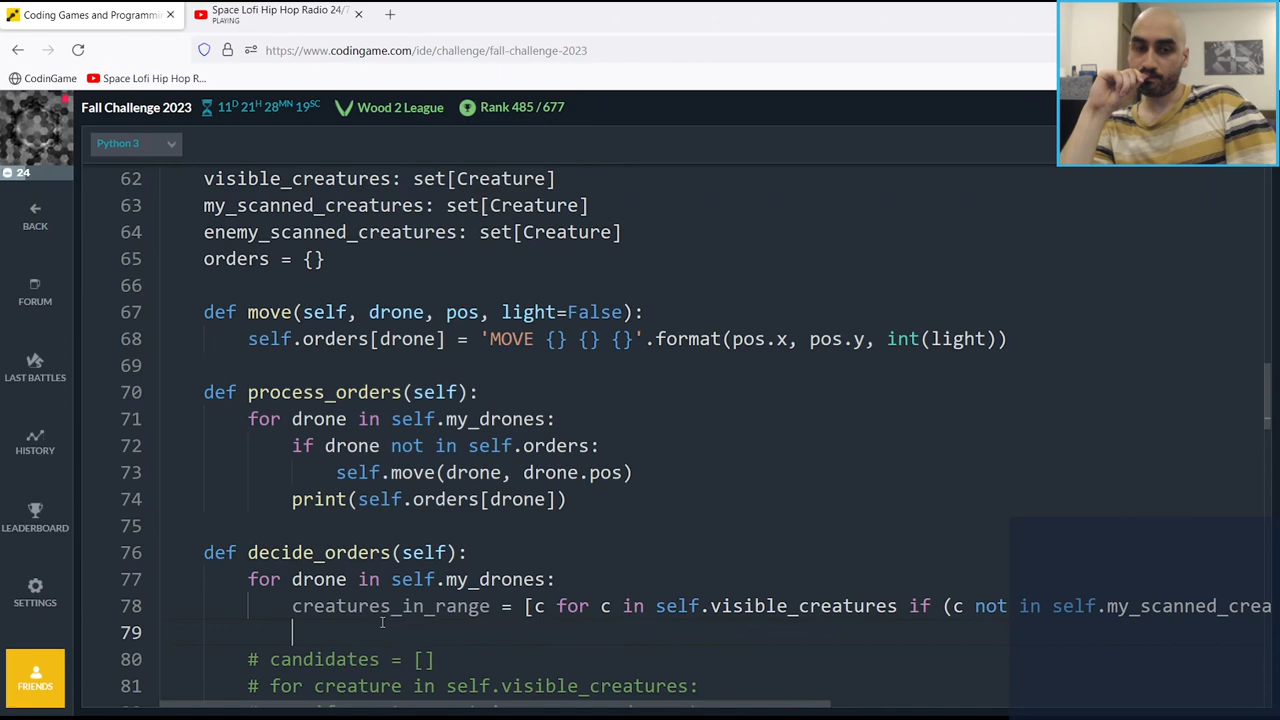 Coding Games and Programmi
Space Lofi Hip Hop Radio 24/7
PLAYING
https://www.codingame.com/ide/challenge/fall-challenge-2023
CodinGame
Space Lofi Hip Hop R...
Fall Challenge 2023
11D 21H 28MN 19SC
Wood 2 League
Rank 485 / 677
Python 3
24
BACK
FORUM
LAST BATTLES
HISTORY
LEADERBOARD
SETTINGS
FRIENDS
62 visible_creatures: set[Creature]
63 my_scanned_creatures: set[Creature]
64 enemy_scanned_creatures: set[Creature]
65 orders = {}
66
67 def move(self, drone, pos, light=False):
68 self.orders[drone] = 'MOVE {} {} {}'.format(pos.x, pos.y, int(light))
69
70 def process_orders(self):
71 for drone in self.my_drones:
72 if drone not in self.orders:
73 self.move(drone, drone.pos)
74 print(self.orders[drone])
75
76 def decide_orders(self):
77 for drone in self.my_drones:
78 creatures_in_range = [c for c in self.visible_creatures if (c not in self.my_scanned_crea
79
80 # candidates = []
81 # for creature in self.visible_creatures: